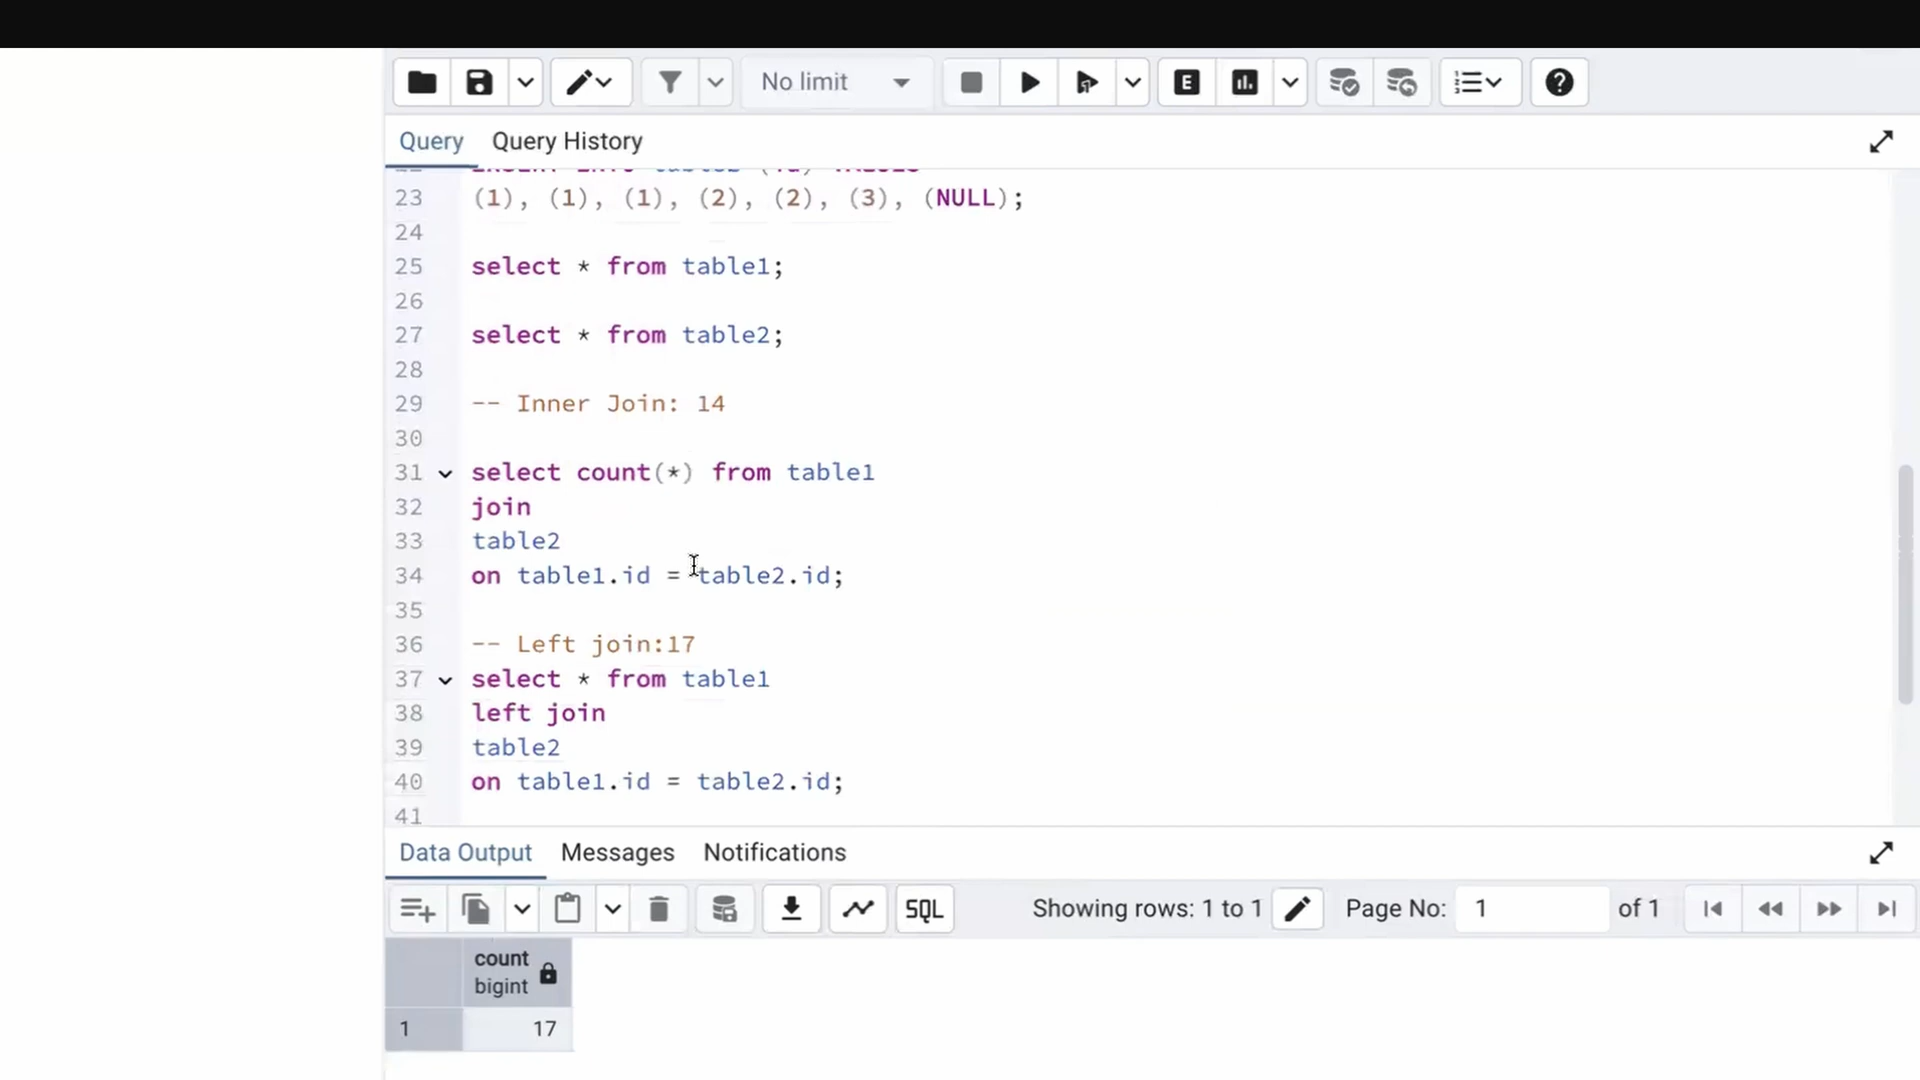 No limit
E
Query Query History
23 (1), (1), (1), (2), (2), (3), (NULL);
24
25 select * from table1;
26
27 select * from table2;
28
29 -- Inner Join: 14
30
31 select count(*) from table1
32 join
33 table2
34 on table1.id = table2.id;
35
36 -- Left join:17
37 select * from table1
38 left join
39 table2
40 on table1.id = table2.id;
41
Data Output Messages Notifications
SQL Showing rows: 1 to 1 Page No: 1 of 1
count
bigint
1 17